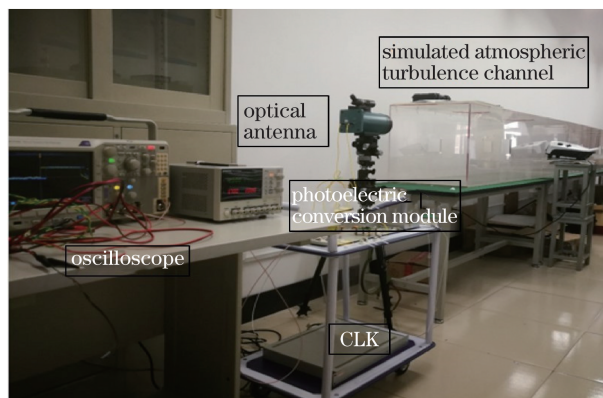 simulated atmospheric
turbulence channel
optical
antenna
photoelectric
conversion module
oscilloscope
CLK